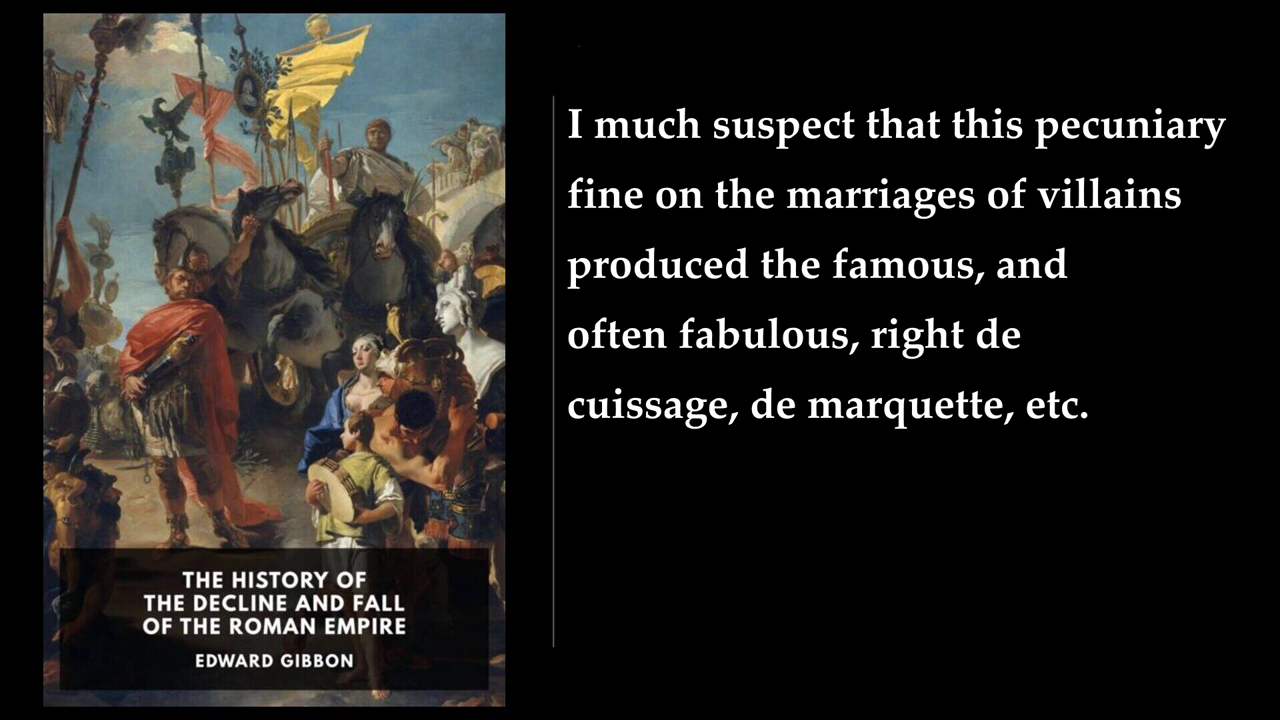 THE HISTORY OF
THE DECLINE AND FALL
OF THE ROMAN EMPIRE
EDWARD GIBBON
I much suspect that this pecuniary
fine on the marriages of villains
produced the famous, and
often fabulous, right de
cuissage, de marquette, etc.